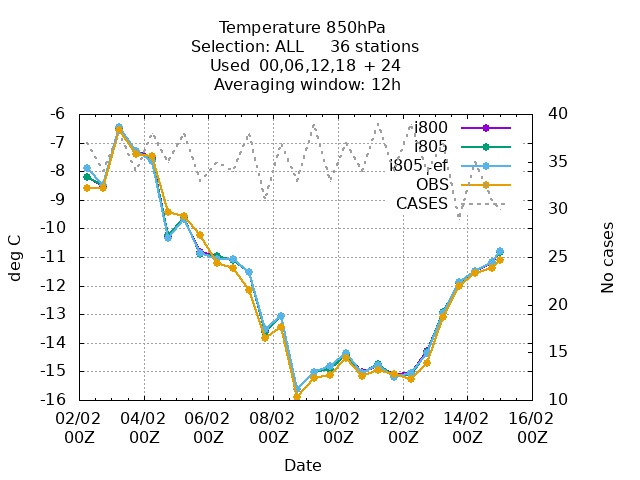 Temperature 850hPa
Selection: ALL 36 stations
Used 00,06,12,18 + 24
Averaging window: 12h
-6
-7
-8
-9
-10
-11
-12
-13
-14
-15
-16
deg C
40
35
30
25
20
15
10
No cases
i800
i805
i805_ef
OBS
CASES
02/02 04/02 06/02 08/02 10/02 12/02 14/02 16/02
00Z 00Z 00Z 00Z 00Z 00Z 00Z 00Z
Date